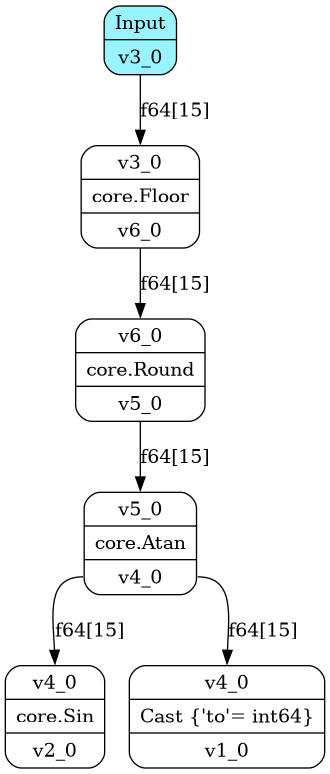 Input
v3_0
f64[15]
v3_0
core.Floor
v6_0
f64[15]
v6_0
core.Round
v5_0
f64[15]
v5_0
core.Atan
v4_0
f64[15]
f64[15]
v4_0
core.Sin
v2_0
v4_0
Cast {'to'= int64}
v1_0